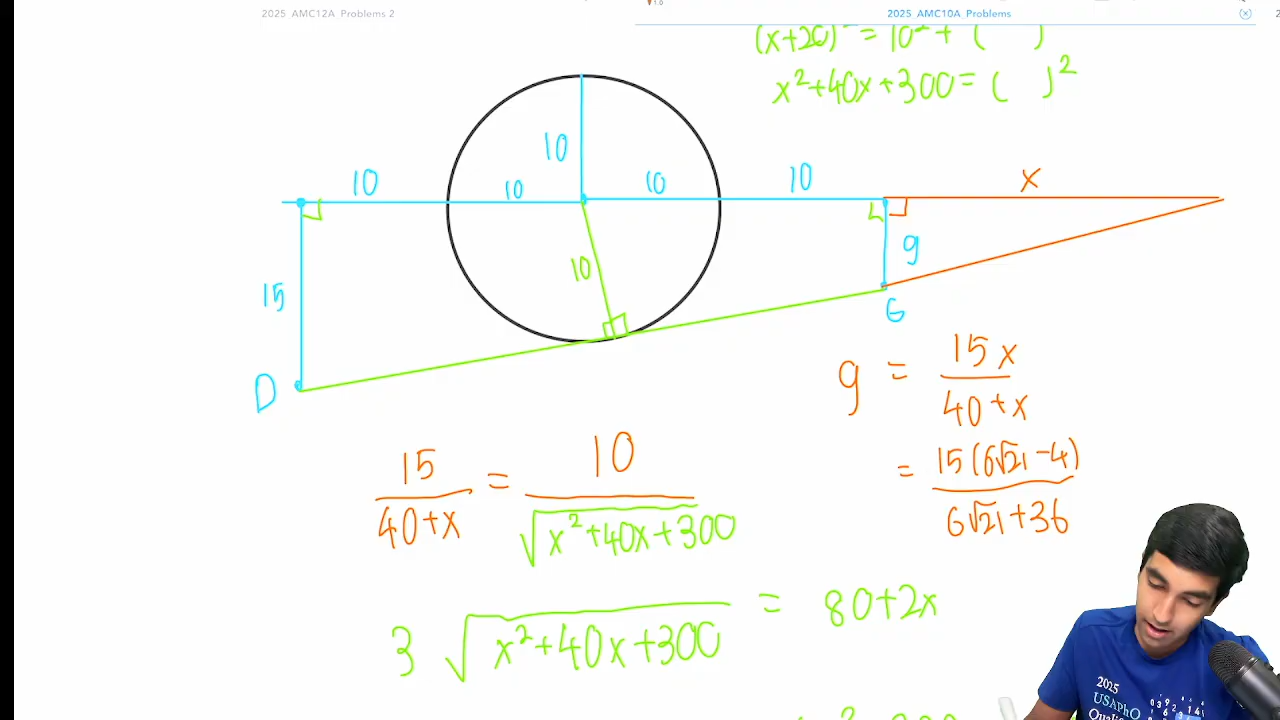 2025 AMC12A Problems 2
2025 AMC10A Problems
(x+20)² = 10² + ( )
x²+40x+300 = ( )²
10
10
10
10
10
x
15
10
g
G
D
g = 15x / 40+x
= 15(6√21 −4) / 6√21+36
15 / 40+x = 10 / √x²+40x+300
3 √x²+40x+300 = 80+2x
2025
USAPhO